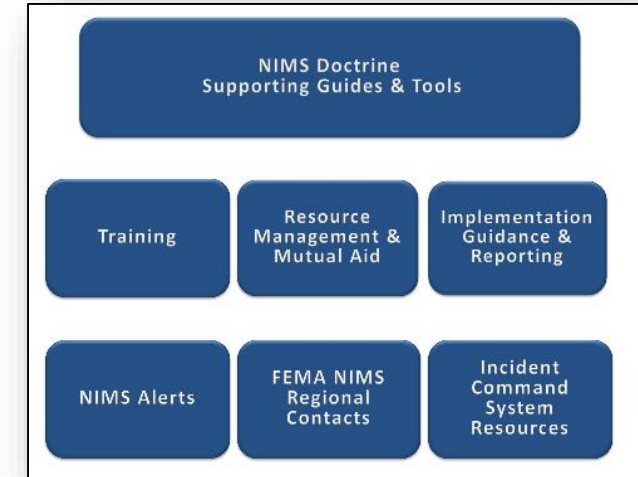 NIMS Doctrine
Supporting Guides & Tools
Training
Resource
Management &
Mutual Aid
Implementation
Guidance &
Reporting
NIMS Alerts
FEMA NIMS
Regional
Contacts
Incident
Command
System
Resources